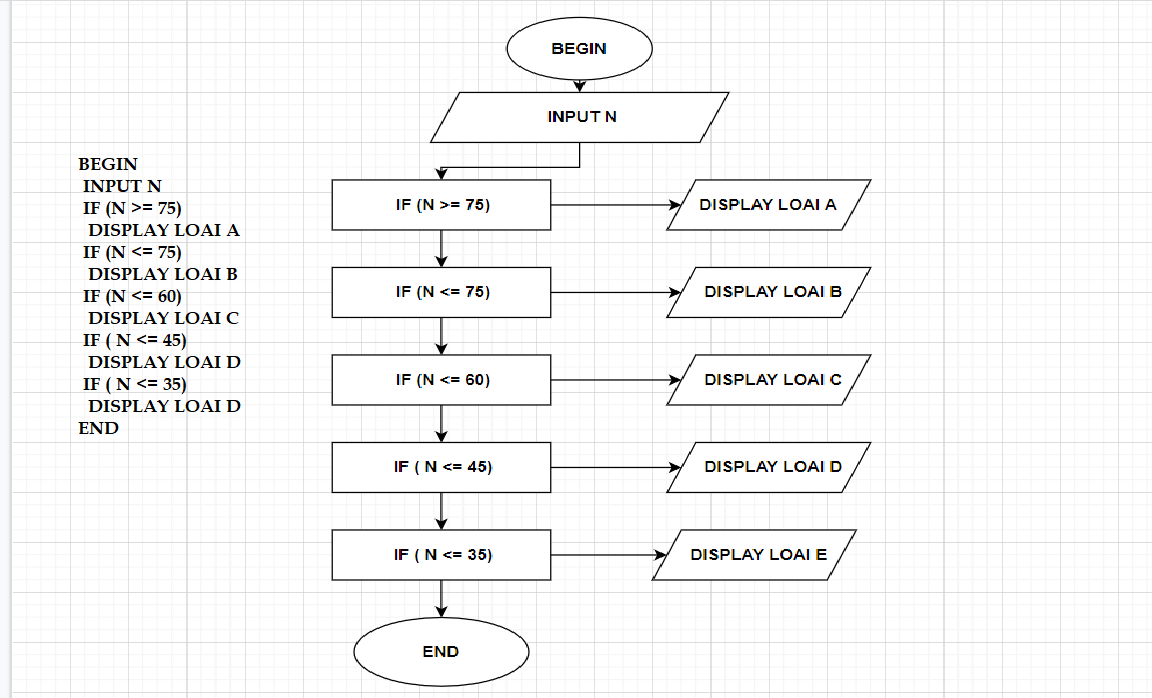 BEGIN
INPUT N
IF (N >= 75)
DISPLAY LOAI A
IF (N <= 75)
DISPLAY LOAI B
IF (N <= 60)
DISPLAY LOAI C
IF ( N <= 45)
DISPLAY LOAI D
IF ( N <= 35)
DISPLAY LOAI D
END
BEGIN
INPUT N
IF (N >= 75)
DISPLAY LOAI A
IF (N <= 75)
DISPLAY LOAI B
IF (N <= 60)
DISPLAY LOAI C
IF ( N <= 45)
DISPLAY LOAI D
IF ( N <= 35)
DISPLAY LOAI E
END